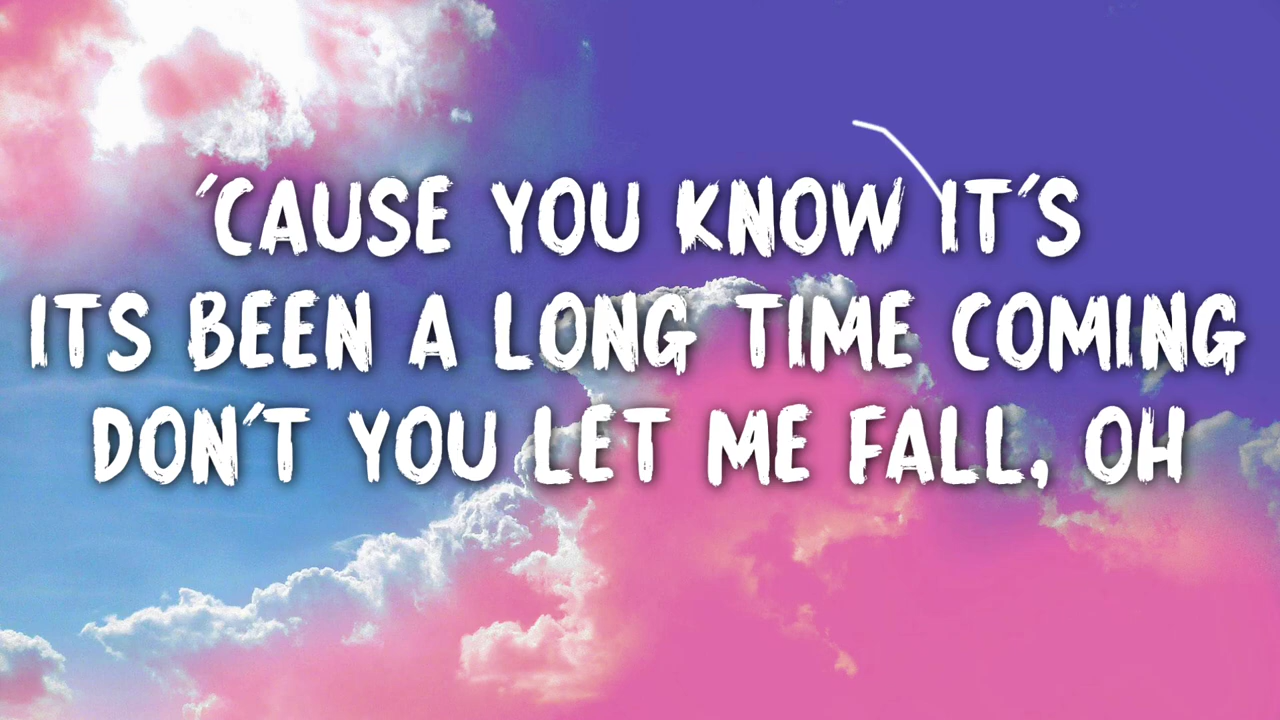 'CAUSE YOU KNOW IT'S
ITS BEEN A LONG TIME COMING
DON'T YOU LET ME FALL, OH